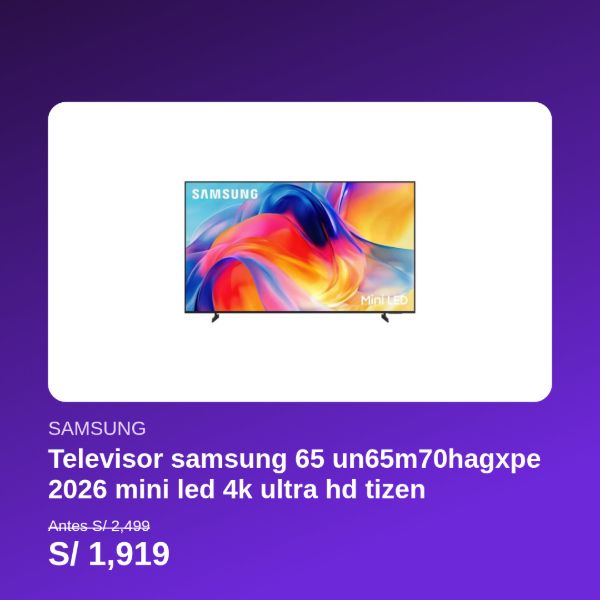 SAMSUNG
Mini LED
SAMSUNG
Televisor samsung 65 un65m70hagxpe
2026 mini led 4k ultra hd tizen
Antes S/ 2,499
S/ 1,919